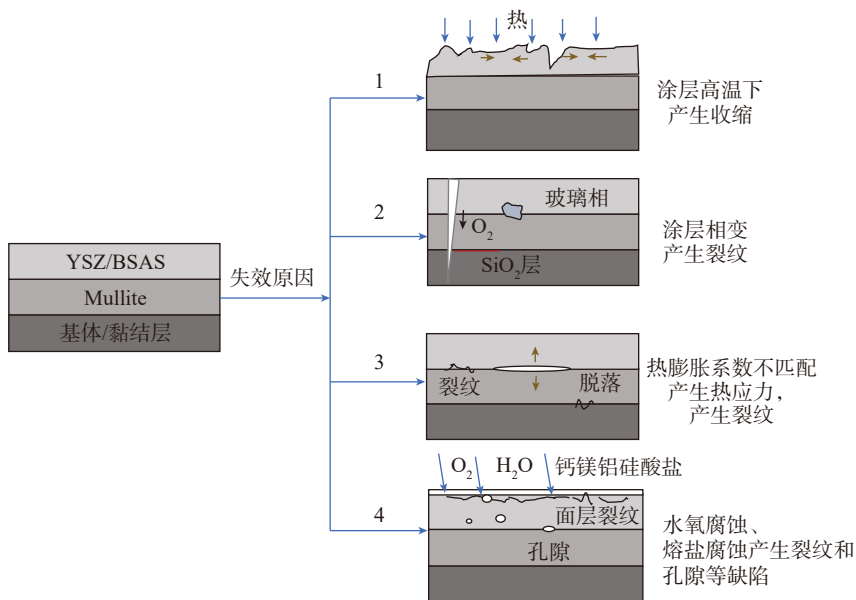 热
1
涂层高温下
产生收缩
玻璃相
2
O2
涂层相变
产生裂纹
SiO2层
YSZ/BSAS
Mullite
基体/黏结层
失效原因
3
裂纹
脱落
热膨胀系数不匹配
产生热应力，
产生裂纹
O2
H2O
钙镁铝硅酸盐
4
面层裂纹
孔隙
水氧腐蚀、
熔盐腐蚀产生裂纹和
孔隙等缺陷